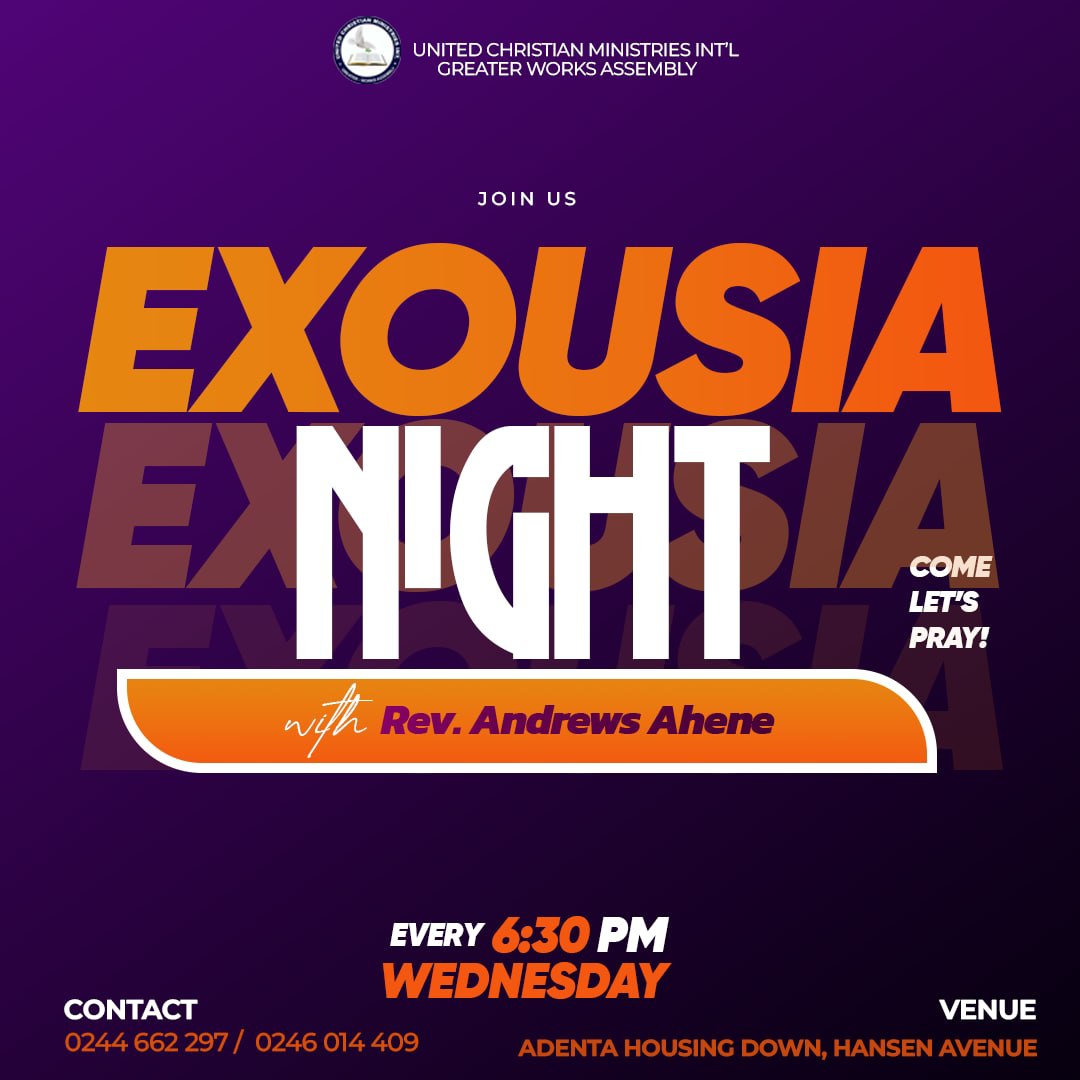 UNITED CHRISTIAN MINISTRIES INT'L
GREATER WORKS ASSEMBLY
JOIN US
EXOUSIA
EXOUSIA
NIGHT
EXOUSIA
COME
LET'S
PRAY!
with Rev. Andrews Ahene
EVERY 6:30 PM
WEDNESDAY
CONTACT
0244 662 297 / 0246 014 409
VENUE
ADENTA HOUSING DOWN, HANSEN AVENUE